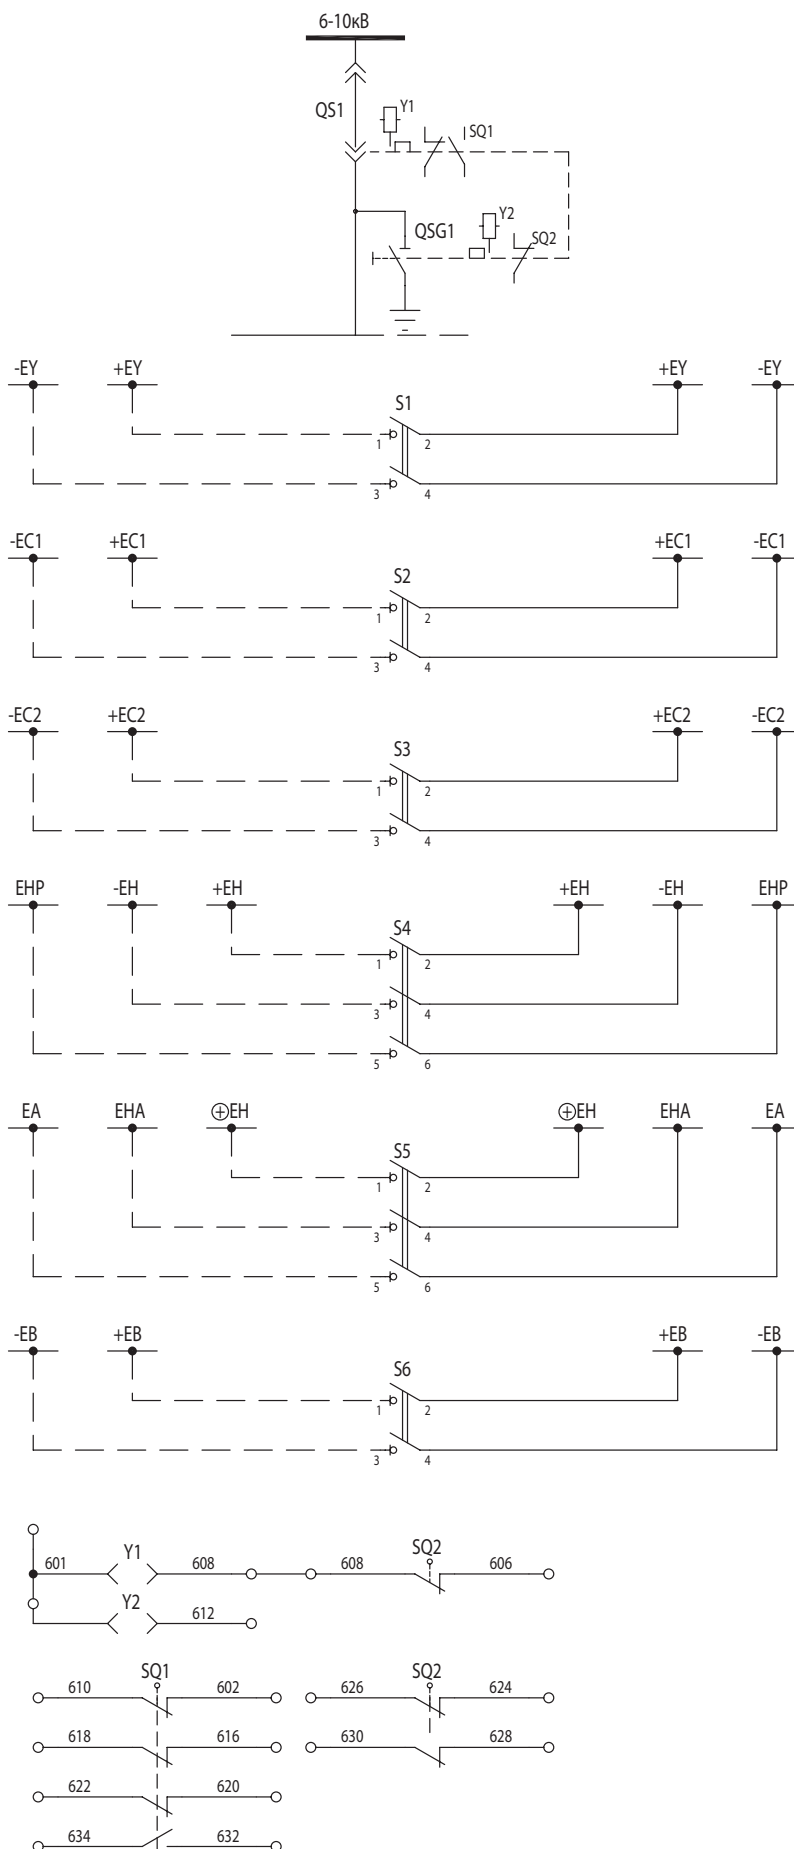 6-10кВ
QS1
Y1
SQ1
QSG1
Y2
SQ2
-EY +EY +EY -EY
S1
1 2
3 4
-EC1 +EC1 +EC1 -EC1
S2
1 2
3 4
-EC2 +EC2 +EC2 -EC2
S3
1 2
3 4
EHP -EH +EH +EH -EH EHP
S4
1 2
3 4
5 6
EA EHA ⊕EH ⊕EH EHA EA
S5
1 2
3 4
5 6
-EB +EB +EB -EB
S6
1 2
3 4
601 Y1 608 608 SQ2 606
Y2 612
SQ1 SQ2
610 602 626 624
618 616 630 628
622 620
634 632